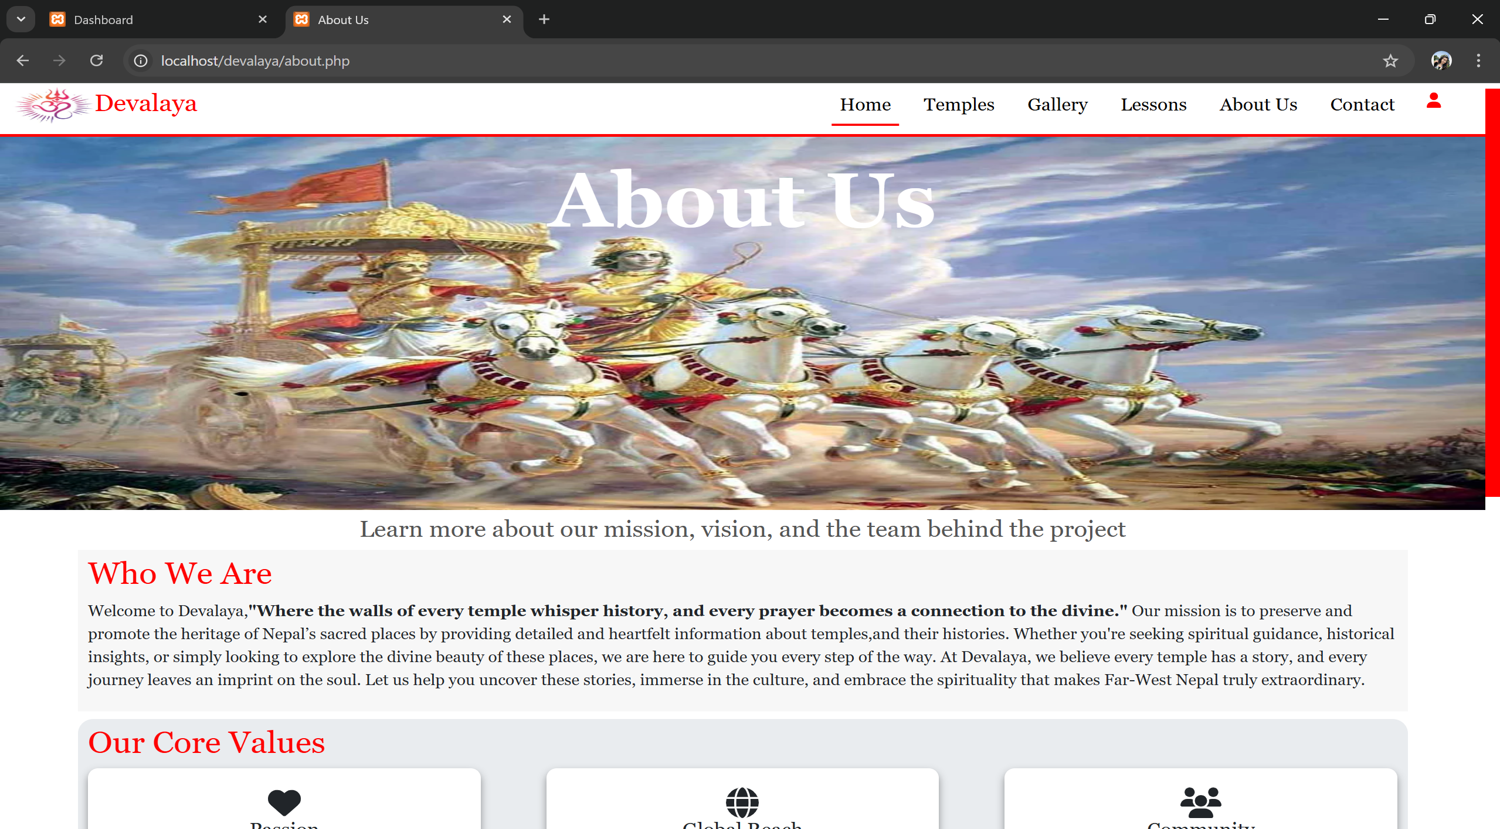 Dashboard
About Us
localhost/devalaya/about.php
Devalaya
Home
Temples
Gallery
Lessons
About Us
Contact
About Us
Learn more about our mission, vision, and the team behind the project
Who We Are
Welcome to Devalaya,"Where the walls of every temple whisper history, and every prayer becomes a connection to the divine." Our mission is to preserve and
promote the heritage of Nepal’s sacred places by providing detailed and heartfelt information about temples,and their histories. Whether you're seeking spiritual guidance, historical
insights, or simply looking to explore the divine beauty of these places, we are here to guide you every step of the way. At Devalaya, we believe every temple has a story, and every
journey leaves an imprint on the soul. Let us help you uncover these stories, immerse in the culture, and embrace the spirituality that makes Far-West Nepal truly extraordinary.
Our Core Values
Passion
Global Reach
Community